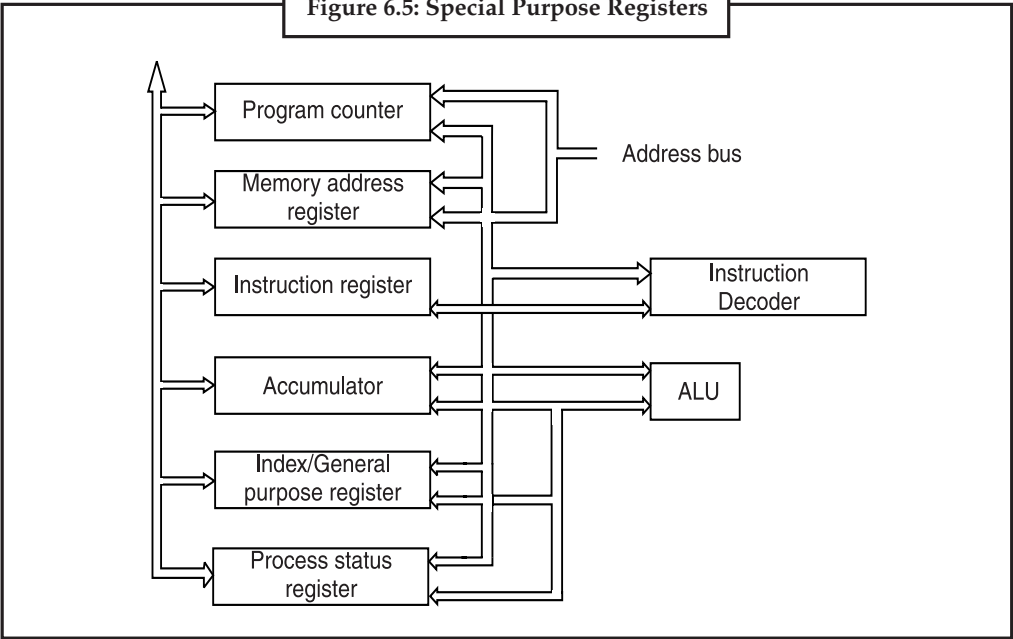 Figure 6.5: Special Purpose Registers
Program counter
Address bus
Memory address
register
Instruction register
Instruction
Decoder
Accumulator
ALU
Index/General
purpose register
Process status
register